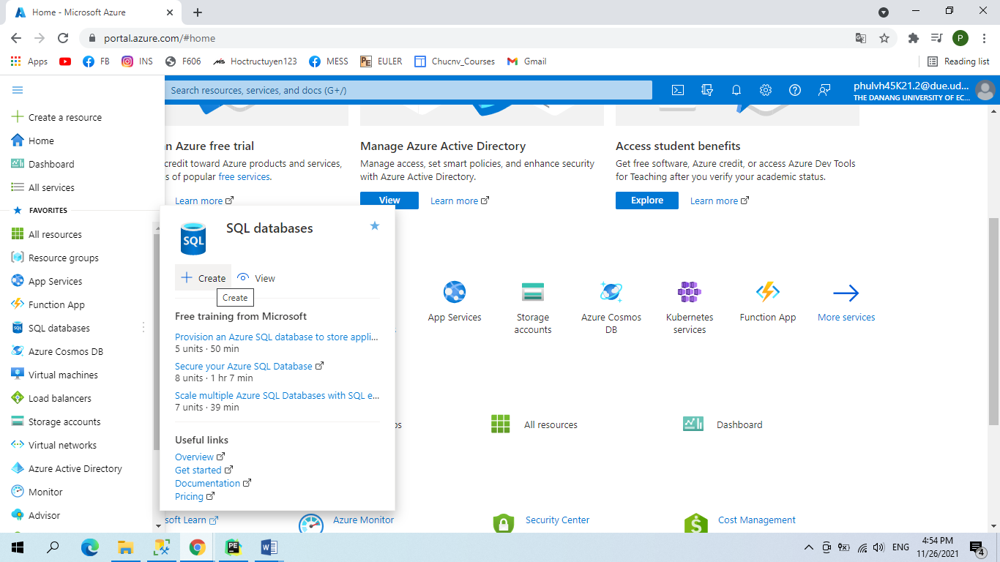 Home - Microsoft Azure
portal.azure.com/#home
P
Apps
FB
INS
F606
Hoctructuyen123
MESS
PE
EULER
Chucnv_Courses
Gmail
Reading list
Search resources, services, and docs (G+/)
phulvh45K21.2@due.ud...
THE DANANG UNIVERSITY OF EC...
Create a resource
Home
Dashboard
All services
FAVORITES
All resources
Resource groups
App Services
Function App
SQL databases
Azure Cosmos DB
Virtual machines
Load balancers
Storage accounts
Virtual networks
Azure Active Directory
Monitor
Advisor
n Azure free trial
credit toward Azure products and services,
s of popular free services.
Learn more
Manage Azure Active Directory
Manage access, set smart policies, and enhance security
with Azure Active Directory.
View
Learn more
Access student benefits
Get free software, Azure credit, or access Azure Dev Tools
for Teaching after you verify your academic status.
Explore
Learn more
SQL
SQL databases
Create
View
Create
Free training from Microsoft
Provision an Azure SQL database to store appli...
5 units · 50 min
Secure your Azure SQL Database
8 units · 1 hr 7 min
Scale multiple Azure SQL Databases with SQL e...
7 units · 39 min
Useful links
Overview
Get started
Documentation
Pricing
App Services
Storage
accounts
Azure Cosmos
DB
Kubernetes
services
Function App
More services
ps
All resources
Dashboard
soft Learn
Azure Monitor
Security Center
Cost Management
ENG
4:54 PM
11/26/2021
4